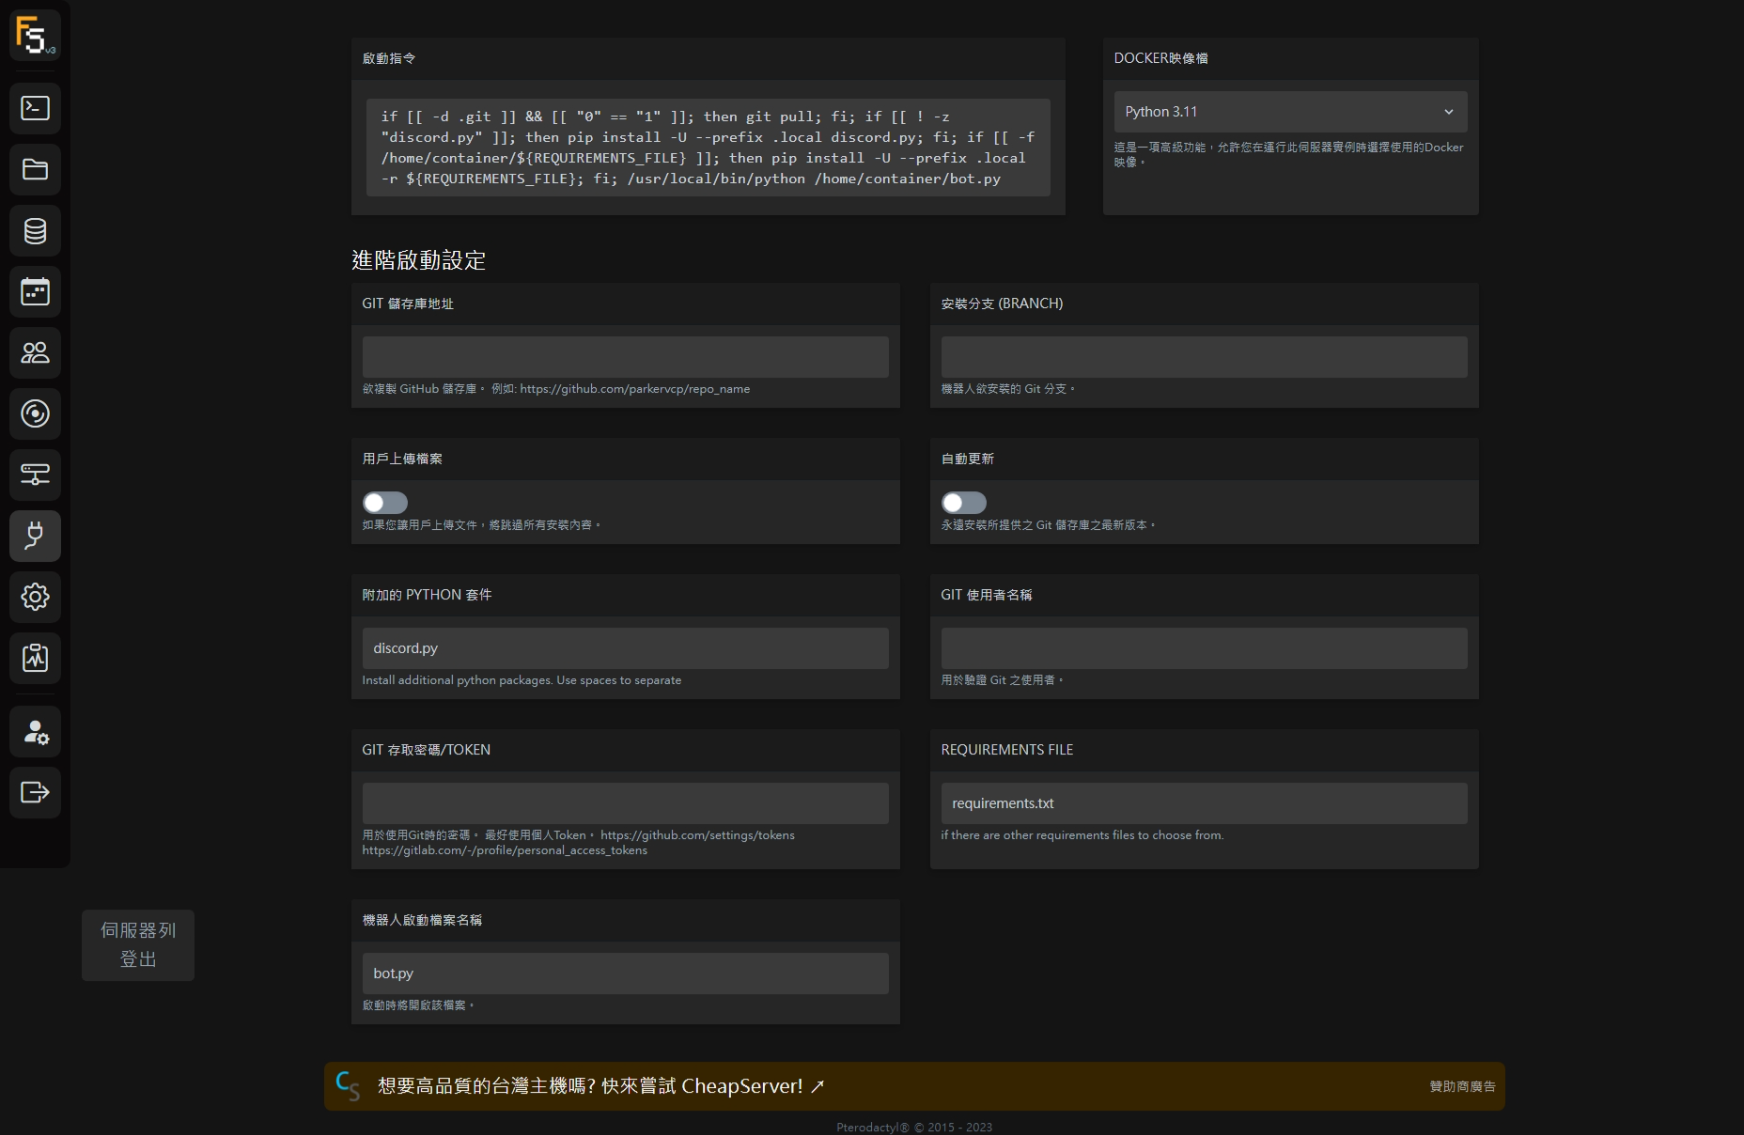 FS v3
啟動指令
if [[ -d .git ]] && [[ "0" == "1" ]]; then git pull; fi; if [[ ! -z
"discord.py" ]]; then pip install -U --prefix .local discord.py; fi; if [[ -f
/home/container/${REQUIREMENTS_FILE} ]]; then pip install -U --prefix .local
-r ${REQUIREMENTS_FILE}; fi; /usr/local/bin/python /home/container/bot.py
DOCKER映像檔
Python 3.11
這是一項高級功能，允許您在運行此伺服器實例時選擇使用的Docker
映像。
進階啟動設定
GIT 儲存庫地址
欲複製 GitHub 儲存庫。 例如: https://github.com/parkervcp/repo_name
安裝分支 (BRANCH)
機器人欲安裝的 Git 分支。
用戶上傳檔案
如果您讓用戶上傳文件，將跳過所有安裝內容。
自動更新
永遠安裝所提供之 Git 儲存庫之最新版本。
附加的 PYTHON 套件
discord.py
Install additional python packages. Use spaces to separate
GIT 使用者名稱
用於驗證 Git 之使用者。
GIT 存取密碼/TOKEN
用於使用Git時的密碼。 最好使用個人Token。 https://github.com/settings/tokens
https://gitlab.com/-/profile/personal_access_tokens
REQUIREMENTS FILE
requirements.txt
if there are other requirements files to choose from.
機器人啟動檔案名稱
bot.py
啟動時將開啟該檔案。
伺服器列
登出
CS 想要高品質的台灣主機嗎? 快來嘗試 CheapServer! ↗
贊助商廣告
Pterodactyl® © 2015 - 2023